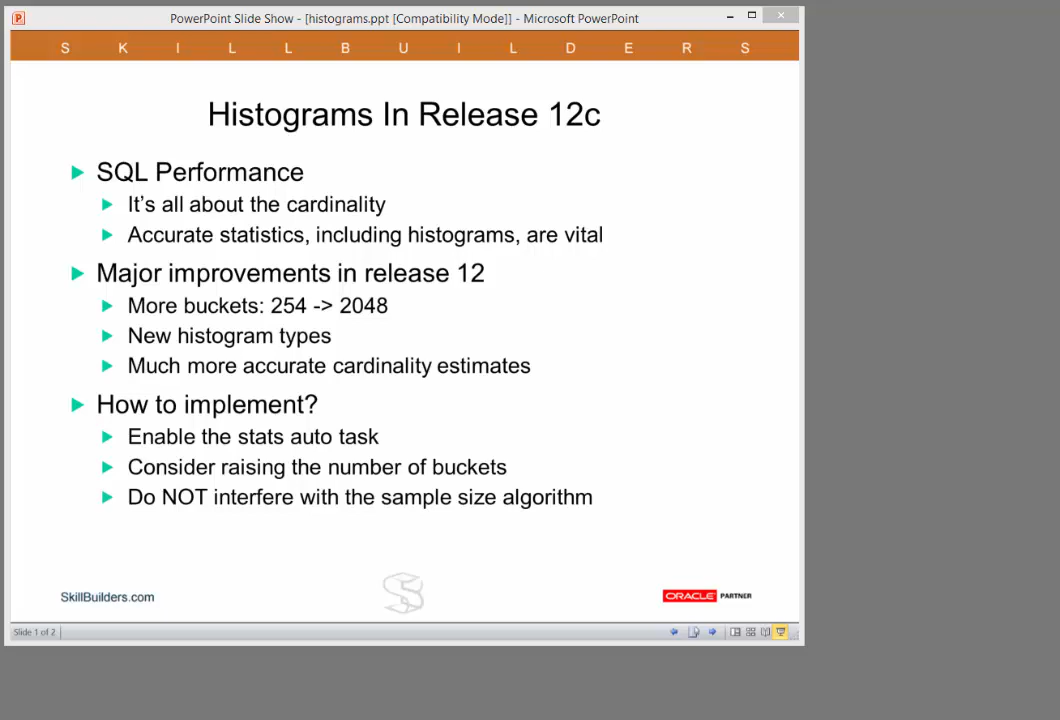 PowerPoint Slide Show - [histograms.ppt [Compatibility Mode]] - Microsoft PowerPoint
S K I L L B U I L D E R S
Histograms In Release 12c
SQL Performance
It's all about the cardinality
Accurate statistics, including histograms, are vital
Major improvements in release 12
More buckets: 254 -> 2048
New histogram types
Much more accurate cardinality estimates
How to implement?
Enable the stats auto task
Consider raising the number of buckets
Do NOT interfere with the sample size algorithm
SkillBuilders.com
ORACLE PARTNER
Slide 1 of 2